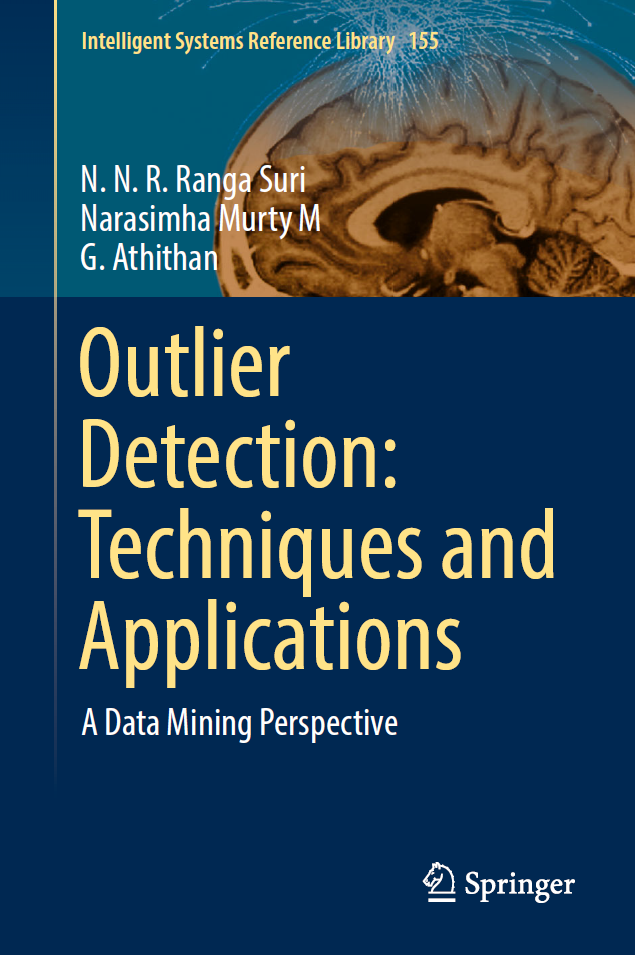 Intelligent Systems Reference Library 155
N. N. R. Ranga Suri
Narasimha Murty M
G. Athithan
Outlier
Detection:
Techniques and
Applications
A Data Mining Perspective
Springer